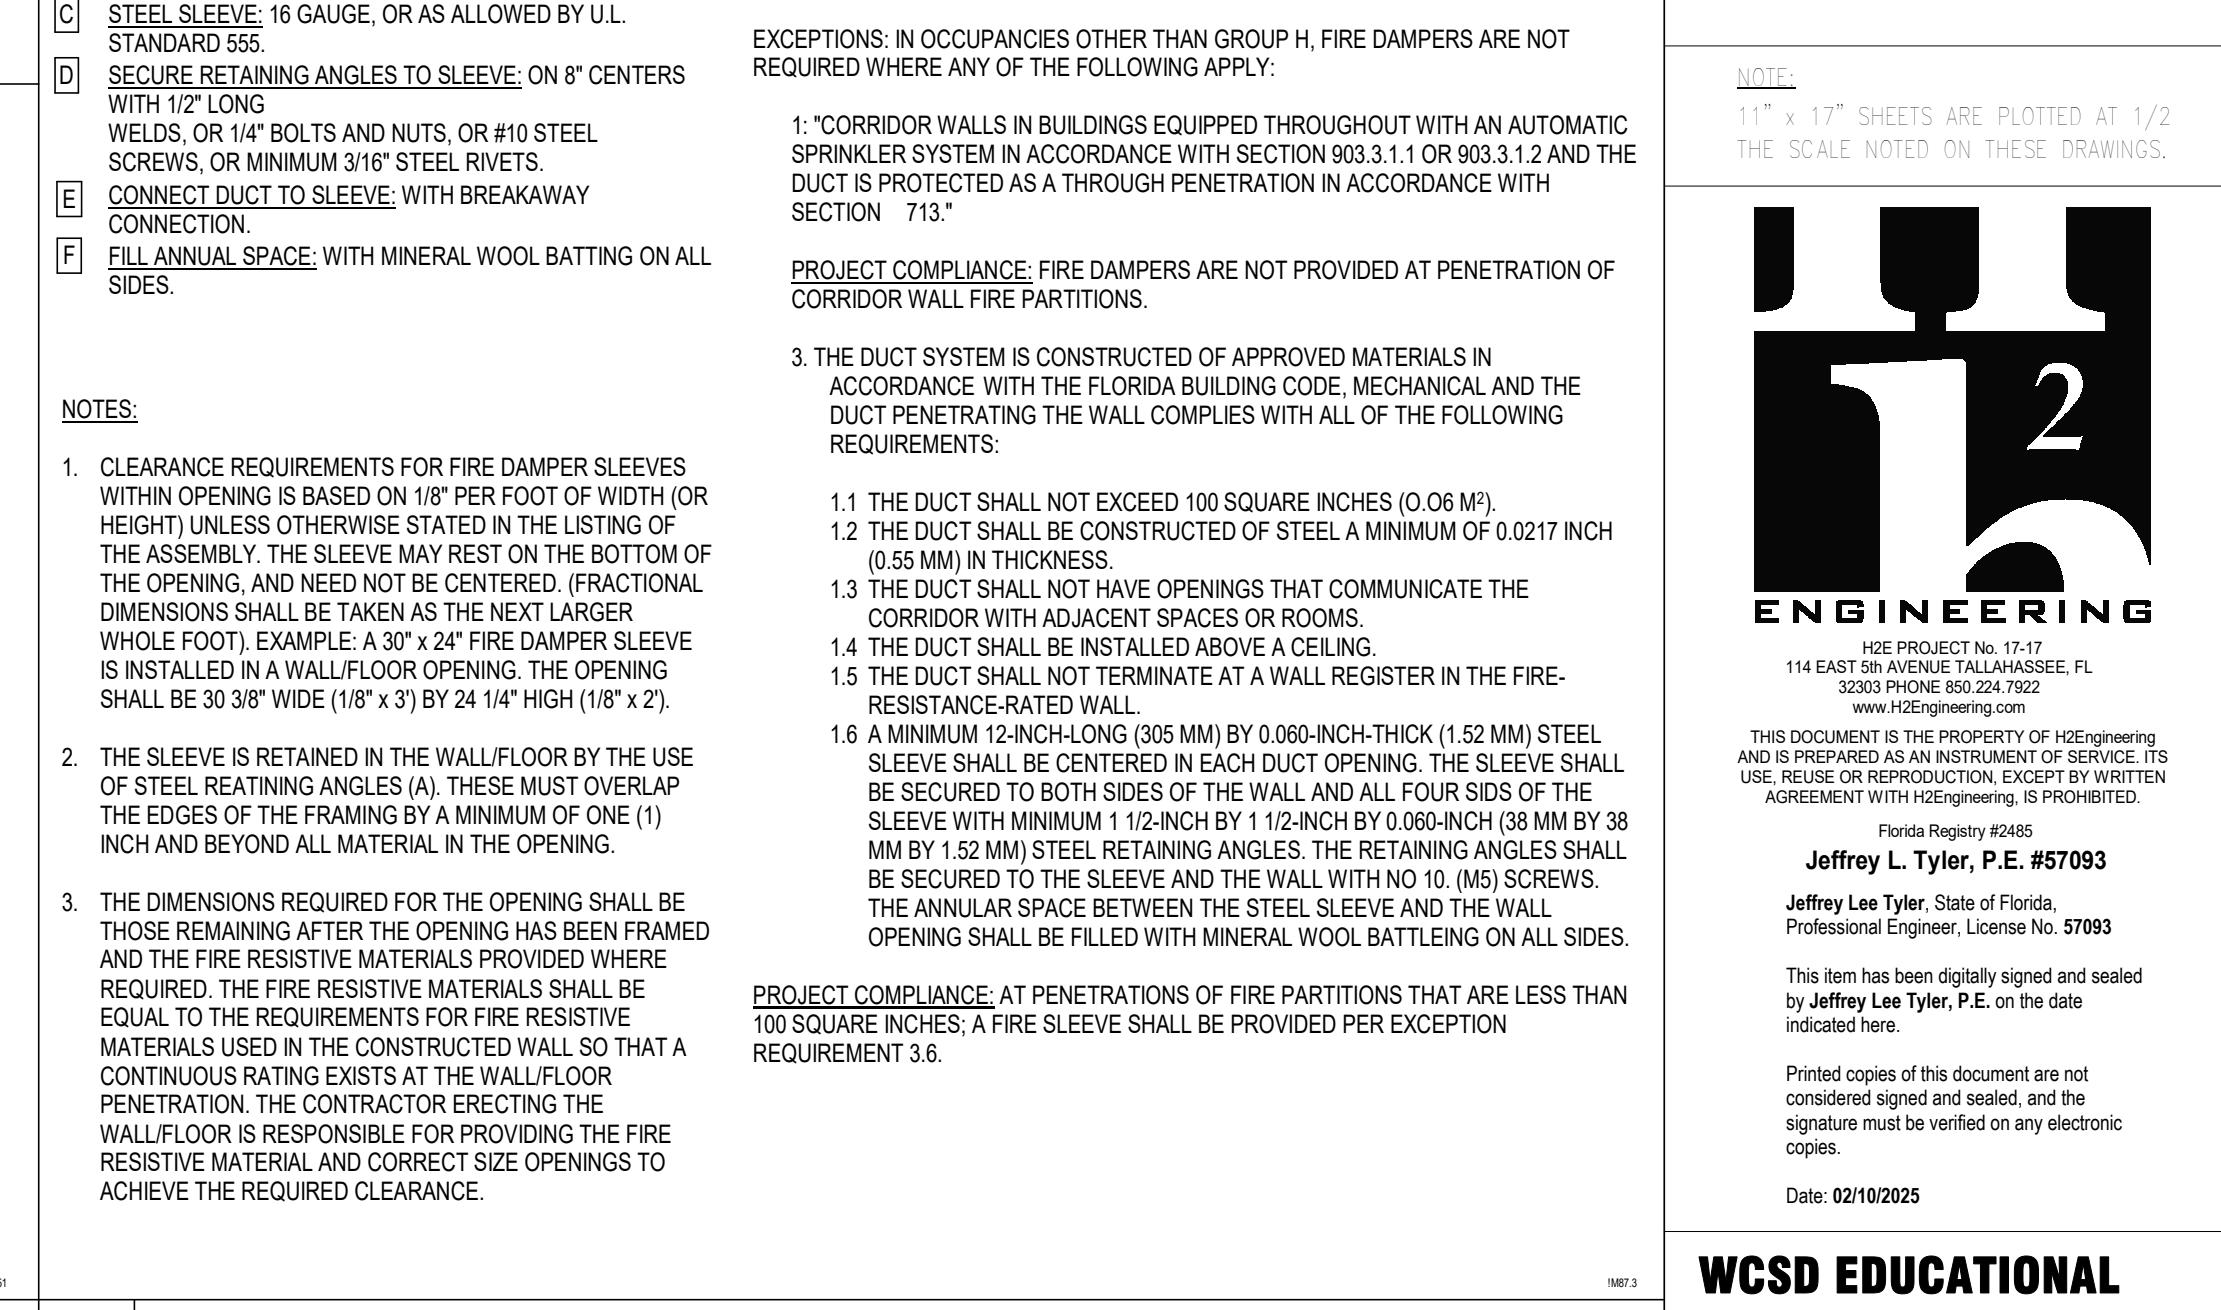 C STEEL SLEEVE: 16 GAUGE, OR AS ALLOWED BY U.L.
STANDARD 555.
D SECURE RETAINING ANGLES TO SLEEVE: ON 8" CENTERS
WITH 1/2" LONG
WELDS, OR 1/4" BOLTS AND NUTS, OR #10 STEEL
SCREWS, OR MINIMUM 3/16" STEEL RIVETS.
E CONNECT DUCT TO SLEEVE: WITH BREAKAWAY
CONNECTION.
F FILL ANNUAL SPACE: WITH MINERAL WOOL BATTING ON ALL
SIDES.
NOTES:
1. CLEARANCE REQUIREMENTS FOR FIRE DAMPER SLEEVES
WITHIN OPENING IS BASED ON 1/8" PER FOOT OF WIDTH (OR
HEIGHT) UNLESS OTHERWISE STATED IN THE LISTING OF
THE ASSEMBLY. THE SLEEVE MAY REST ON THE BOTTOM OF
THE OPENING, AND NEED NOT BE CENTERED. (FRACTIONAL
DIMENSIONS SHALL BE TAKEN AS THE NEXT LARGER
WHOLE FOOT). EXAMPLE: A 30" x 24" FIRE DAMPER SLEEVE
IS INSTALLED IN A WALL/FLOOR OPENING. THE OPENING
SHALL BE 30 3/8" WIDE (1/8" x 3') BY 24 1/4" HIGH (1/8" x 2').
2. THE SLEEVE IS RETAINED IN THE WALL/FLOOR BY THE USE
OF STEEL REATINING ANGLES (A). THESE MUST OVERLAP
THE EDGES OF THE FRAMING BY A MINIMUM OF ONE (1)
INCH AND BEYOND ALL MATERIAL IN THE OPENING.
3. THE DIMENSIONS REQUIRED FOR THE OPENING SHALL BE
THOSE REMAINING AFTER THE OPENING HAS BEEN FRAMED
AND THE FIRE RESISTIVE MATERIALS PROVIDED WHERE
REQUIRED. THE FIRE RESISTIVE MATERIALS SHALL BE
EQUAL TO THE REQUIREMENTS FOR FIRE RESISTIVE
MATERIALS USED IN THE CONSTRUCTED WALL SO THAT A
CONTINUOUS RATING EXISTS AT THE WALL/FLOOR
PENETRATION. THE CONTRACTOR ERECTING THE
WALL/FLOOR IS RESPONSIBLE FOR PROVIDING THE FIRE
RESISTIVE MATERIAL AND CORRECT SIZE OPENINGS TO
ACHIEVE THE REQUIRED CLEARANCE.
EXCEPTIONS: IN OCCUPANCIES OTHER THAN GROUP H, FIRE DAMPERS ARE NOT
REQUIRED WHERE ANY OF THE FOLLOWING APPLY:
1: "CORRIDOR WALLS IN BUILDINGS EQUIPPED THROUGHOUT WITH AN AUTOMATIC
SPRINKLER SYSTEM IN ACCORDANCE WITH SECTION 903.3.1.1 OR 903.3.1.2 AND THE
DUCT IS PROTECTED AS A THROUGH PENETRATION IN ACCORDANCE WITH
SECTION 713."
PROJECT COMPLIANCE: FIRE DAMPERS ARE NOT PROVIDED AT PENETRATION OF
CORRIDOR WALL FIRE PARTITIONS.
3. THE DUCT SYSTEM IS CONSTRUCTED OF APPROVED MATERIALS IN
ACCORDANCE WITH THE FLORIDA BUILDING CODE, MECHANICAL AND THE
DUCT PENETRATING THE WALL COMPLIES WITH ALL OF THE FOLLOWING
REQUIREMENTS:
1.1 THE DUCT SHALL NOT EXCEED 100 SQUARE INCHES (O.O6 M²).
1.2 THE DUCT SHALL BE CONSTRUCTED OF STEEL A MINIMUM OF 0.0217 INCH
(0.55 MM) IN THICKNESS.
1.3 THE DUCT SHALL NOT HAVE OPENINGS THAT COMMUNICATE THE
CORRIDOR WITH ADJACENT SPACES OR ROOMS.
1.4 THE DUCT SHALL BE INSTALLED ABOVE A CEILING.
1.5 THE DUCT SHALL NOT TERMINATE AT A WALL REGISTER IN THE FIRE-
RESISTANCE-RATED WALL.
1.6 A MINIMUM 12-INCH-LONG (305 MM) BY 0.060-INCH-THICK (1.52 MM) STEEL
SLEEVE SHALL BE CENTERED IN EACH DUCT OPENING. THE SLEEVE SHALL
BE SECURED TO BOTH SIDES OF THE WALL AND ALL FOUR SIDS OF THE
SLEEVE WITH MINIMUM 1 1/2-INCH BY 1 1/2-INCH BY 0.060-INCH (38 MM BY 38
MM BY 1.52 MM) STEEL RETAINING ANGLES. THE RETAINING ANGLES SHALL
BE SECURED TO THE SLEEVE AND THE WALL WITH NO 10. (M5) SCREWS.
THE ANNULAR SPACE BETWEEN THE STEEL SLEEVE AND THE WALL
OPENING SHALL BE FILLED WITH MINERAL WOOL BATTLEING ON ALL SIDES.
PROJECT COMPLIANCE: AT PENETRATIONS OF FIRE PARTITIONS THAT ARE LESS THAN
100 SQUARE INCHES; A FIRE SLEEVE SHALL BE PROVIDED PER EXCEPTION
REQUIREMENT 3.6.
!M87.3
NOTE:
11" x 17" SHEETS ARE PLOTTED AT 1/2
THE SCALE NOTED ON THESE DRAWINGS.
h2
ENGINEERING
H2E PROJECT No. 17-17
114 EAST 5th AVENUE TALLAHASSEE, FL
32303 PHONE 850.224.7922
www.H2Engineering.com
THIS DOCUMENT IS THE PROPERTY OF H2Engineering
AND IS PREPARED AS AN INSTRUMENT OF SERVICE. ITS
USE, REUSE OR REPRODUCTION, EXCEPT BY WRITTEN
AGREEMENT WITH H2Engineering, IS PROHIBITED.
Florida Registry #2485
Jeffrey L. Tyler, P.E. #57093
Jeffrey Lee Tyler, State of Florida,
Professional Engineer, License No. 57093
This item has been digitally signed and sealed
by Jeffrey Lee Tyler, P.E. on the date
indicated here.
Printed copies of this document are not
considered signed and sealed, and the
signature must be verified on any electronic
copies.
Date: 02/10/2025
WCSD EDUCATIONAL